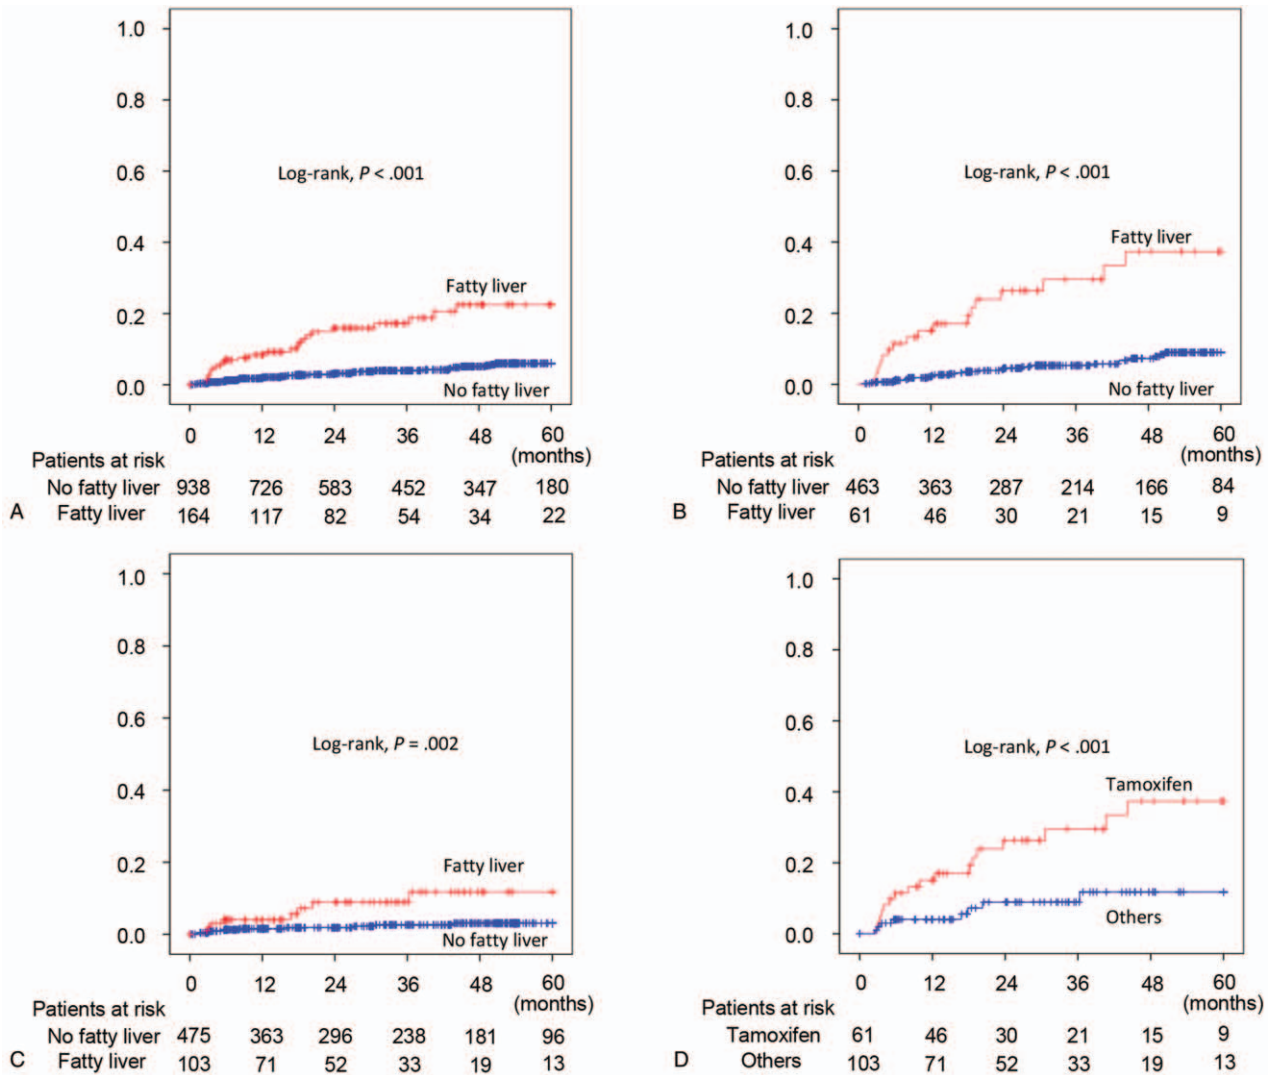 1.0
0.8
0.6
0.4
0.2
0.0
Log-rank, P < .001
Fatty liver
No fatty liver
0 12 24 36 48 60
(months)
Patients at risk
No fatty liver 938 726 583 452 347 180
A Fatty liver 164 117 82 54 34 22
1.0
0.8
0.6
0.4
0.2
0.0
Log-rank, P < .001
Fatty liver
No fatty liver
0 12 24 36 48 60
(months)
Patients at risk
No fatty liver 463 363 287 214 166 84
B Fatty liver 61 46 30 21 15 9
1.0
0.8
0.6
0.4
0.2
0.0
Log-rank, P = .002
Fatty liver
No fatty liver
0 12 24 36 48 60
(months)
Patients at risk
No fatty liver 475 363 296 238 181 96
C Fatty liver 103 71 52 33 19 13
1.0
0.8
0.6
0.4
0.2
0.0
Log-rank, P < .001
Tamoxifen
Others
0 12 24 36 48 60
(months)
Patients at risk
Tamoxifen 61 46 30 21 15 9
D Others 103 71 52 33 19 13